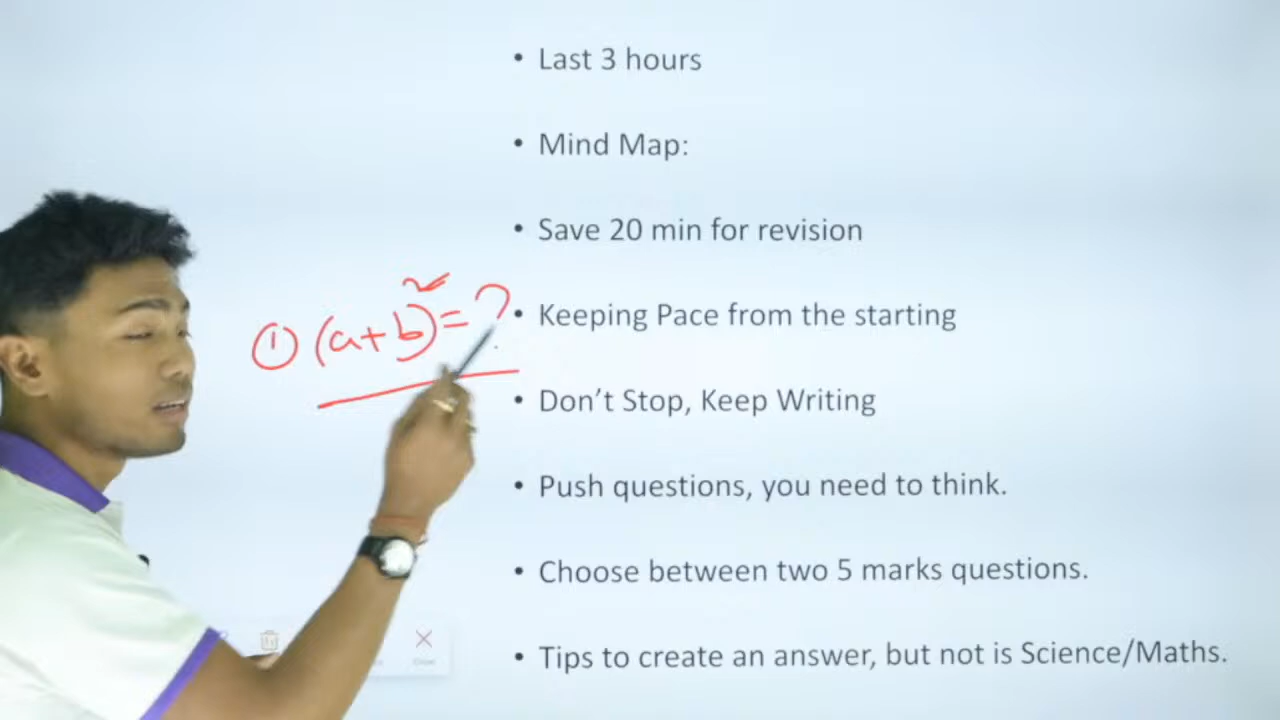 • Last 3 hours
• Mind Map:
• Save 20 min for revision
① (a+b)² = ?
• Keeping Pace from the starting
• Don’t Stop, Keep Writing
• Push questions, you need to think.
• Choose between two 5 marks questions.
• Tips to create an answer, but not is Science/Maths.